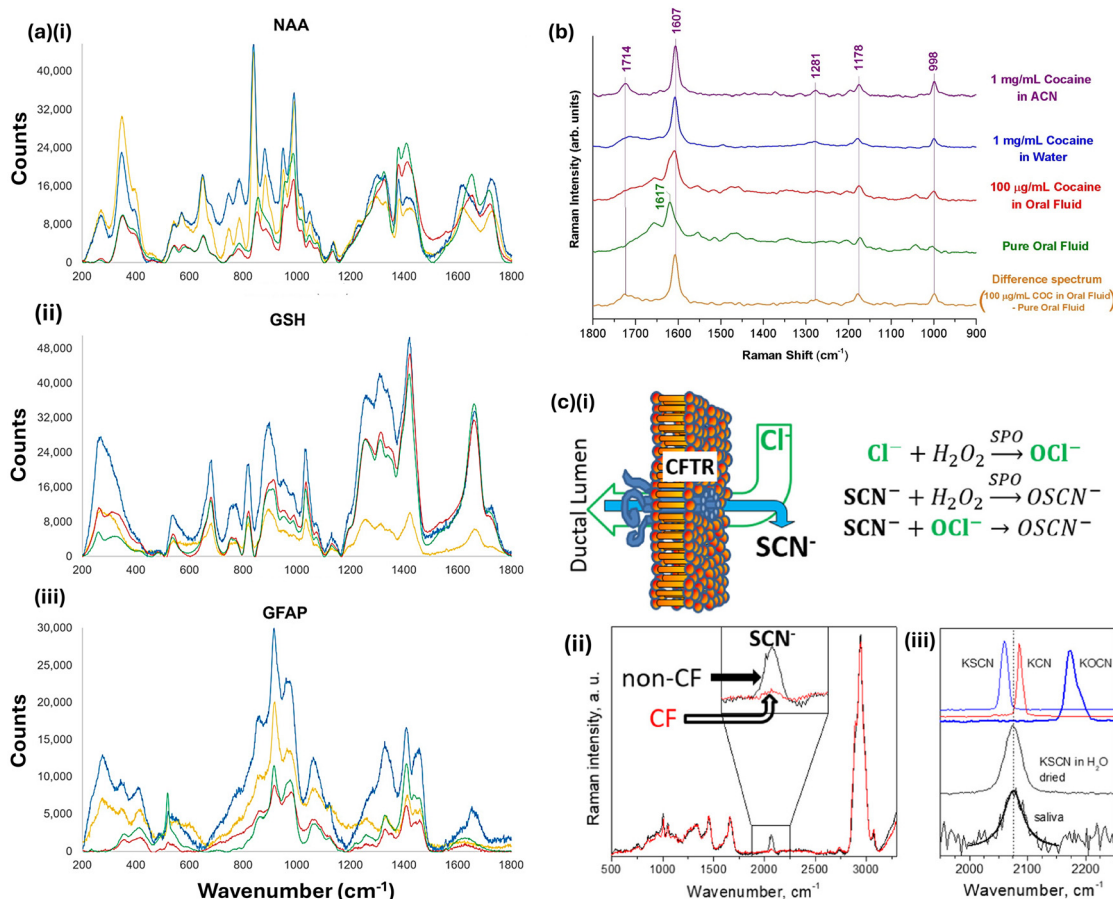 (a)(i)
NAA
Counts
40,000
32,000
24,000
16,000
8,000
0
200 400 600 800 1000 1200 1400 1600 1800
(ii)
GSH
Counts
48,000
40,000
32,000
24,000
16,000
8,000
0
200 400 600 800 1000 1200 1400 1600 1800
(iii)
GFAP
Counts
30,000
25,000
20,000
15,000
10,000
5,000
0
200 400 600 800 1000 1200 1400 1600 1800
Wavenumber (cm⁻¹)
(b)
1714
1607
1281
1178
998
1617
Raman Intensity (arb. units)
1 mg/mL Cocaine
in ACN
1 mg/mL Cocaine
in Water
100 µg/mL Cocaine
in Oral Fluid
Pure Oral Fluid
Difference spectrum
(100 µg/mL COC in Oral Fluid
- Pure Oral Fluid)
1800 1700 1600 1500 1400 1300 1200 1100 1000 900
Raman Shift (cm⁻¹)
(c)(i)
Ductal Lumen
CFTR
Cl⁻
SCN⁻
Cl⁻ + H₂O₂ SPO→ OCl⁻
SCN⁻ + H₂O₂ SPO→ OSCN⁻
SCN⁻ + OCl⁻ → OSCN⁻
(ii)
SCN⁻
non-CF
CF
Raman intensity, a. u.
500 1000 1500 2000 2500 3000
Wavenumber, cm⁻¹
(iii)
KSCN
KCN
KOCN
KSCN in H₂O
dried
saliva
2000 2050 2100 2150 2200
Wavenumber, cm⁻¹